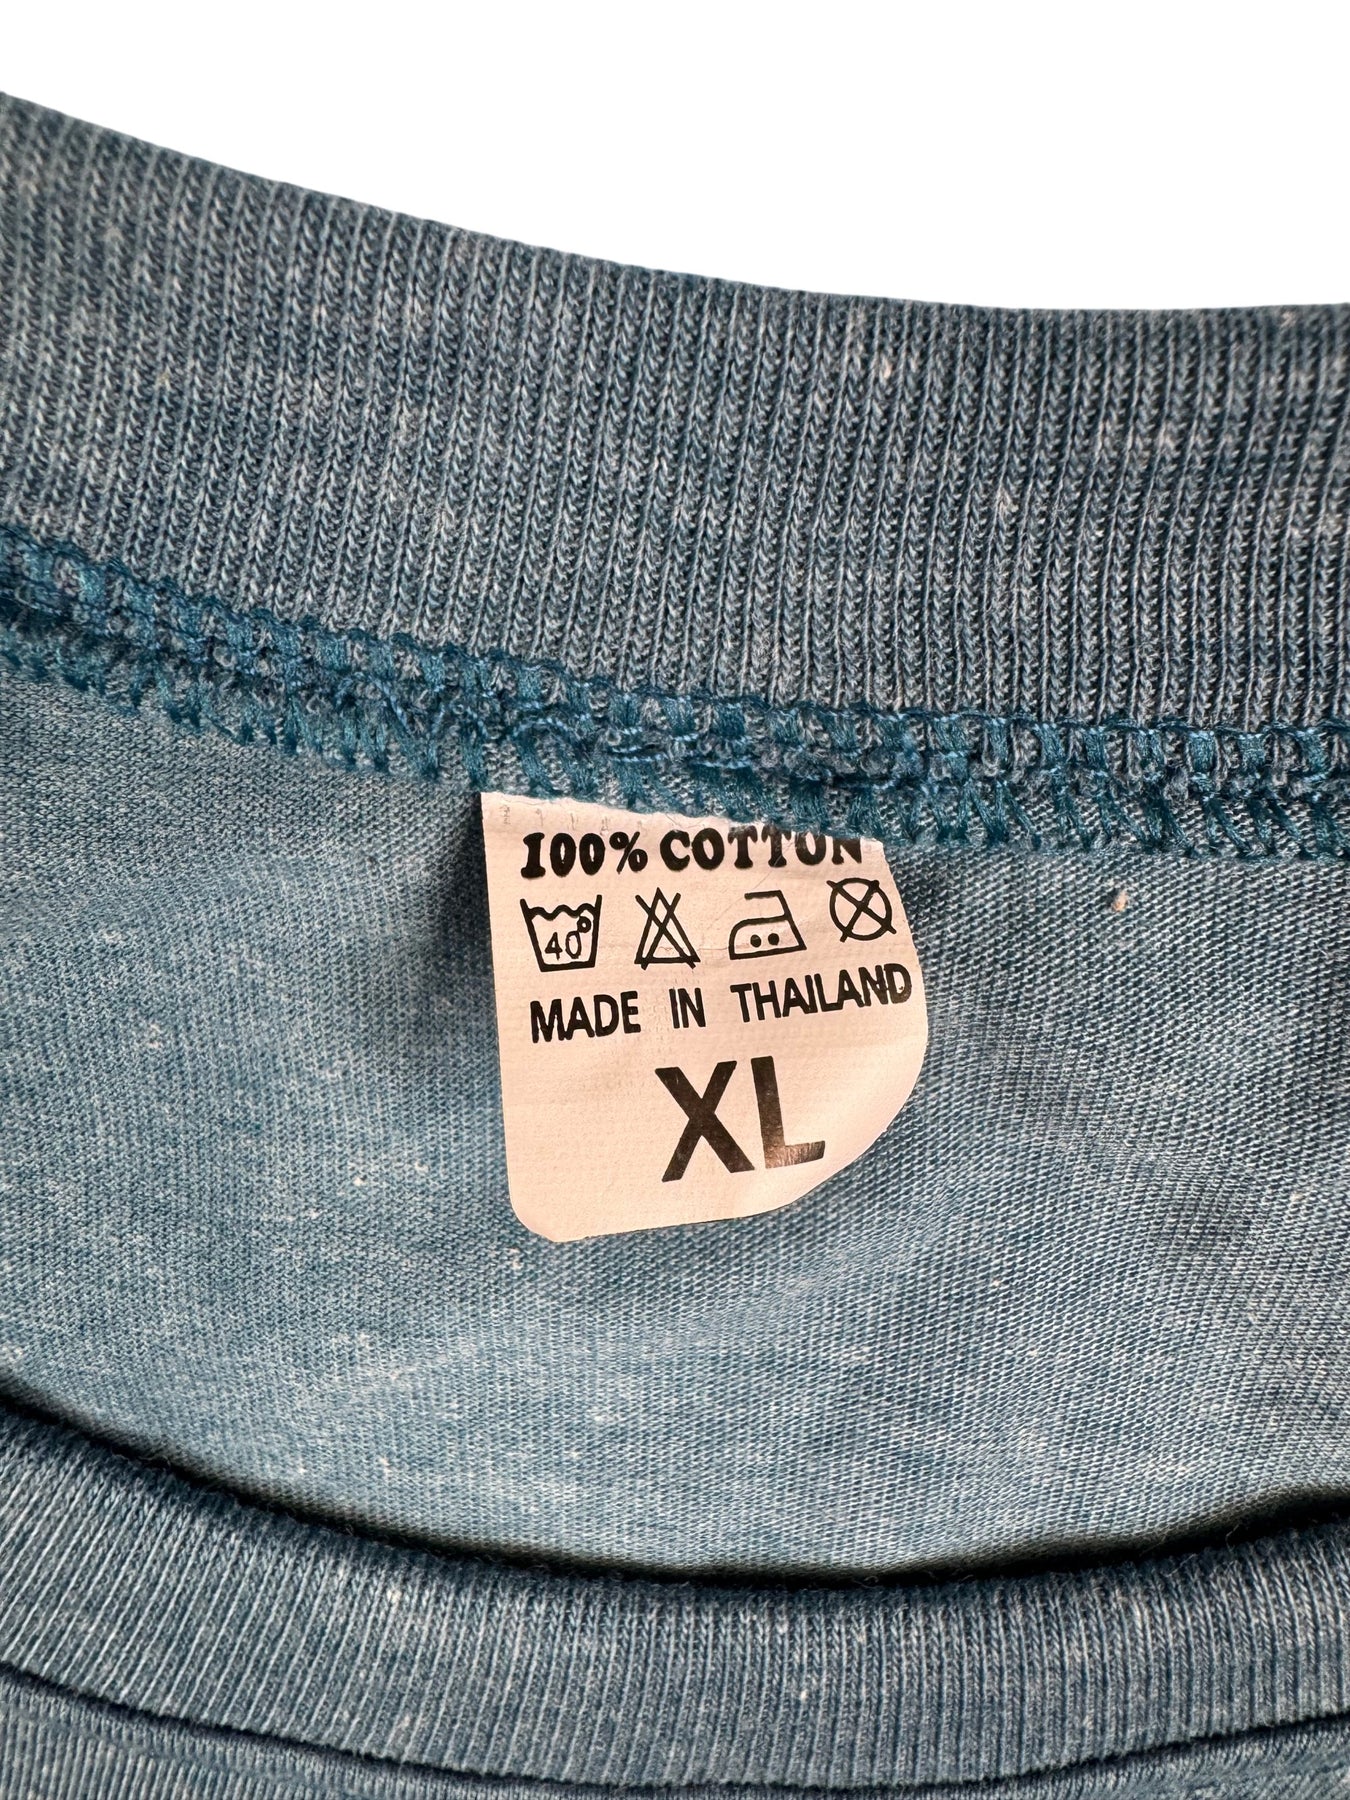 100% COTTON
40°
MADE IN THAILAND
XL